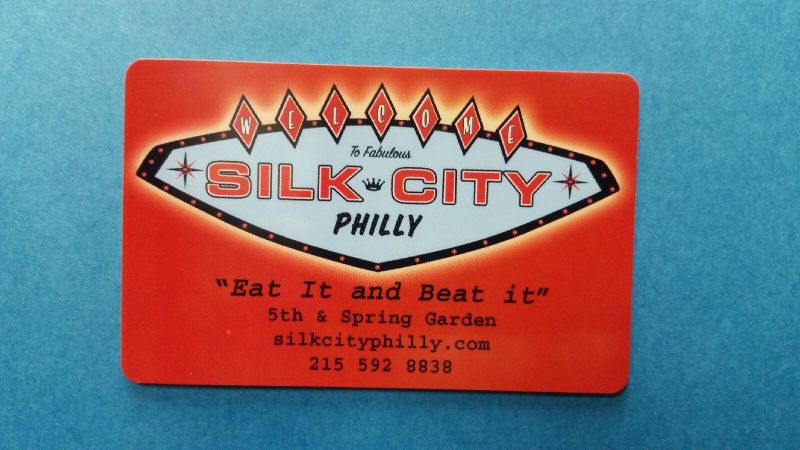 WELCOME
To Fabulous
SILK CITY
PHILLY
"Eat It and Beat it"
5th & Spring Garden
silkcityphilly.com
215 592 8838